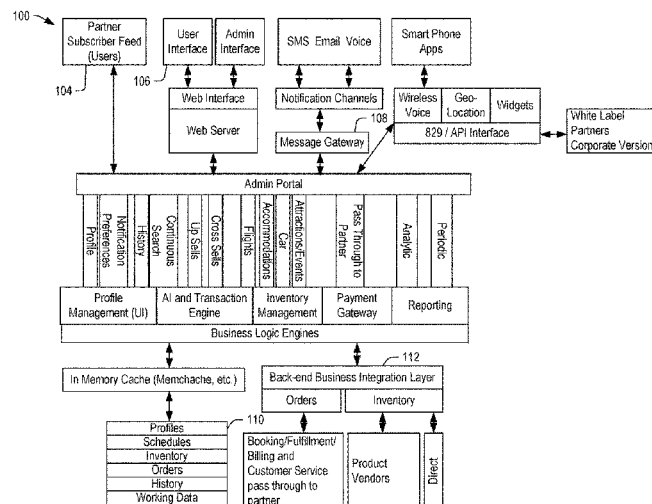 100
Partner
Subscriber Feed
{Users}
104
User
Interface
Admin
Interface
106
SMS Email Voice
Smart Phone
Apps
Web Interface
Web Server
Notification Channels
108
Message Gateway
Wireless
Voice
Geo-
Location
Widgets
829 / API Interface
White Label
Partners
Corporate Version
Admin Portal
Profile
Notification
Preferences
History
Continuous
Search
Up Sells
Cross Sells
Flights
Accommodations
Car
Attractions/Events
Pass Through to
Partner
Analytic
Periodic
Profile
Management (UI)
AI and Transaction
Engine
Inventory
Management
Payment
Gateway
Reporting
Business Logic Engines
112
In Memory Cache (Memchache, etc.)
Back-end Business Integration Layer
Orders
Inventory
110
Profiles
Schedules
Inventory
Orders
History
Working Data
Booking/Fulfillment/
Billing and
Customer Service
pass through to
partner
Product
Vendors
Direct